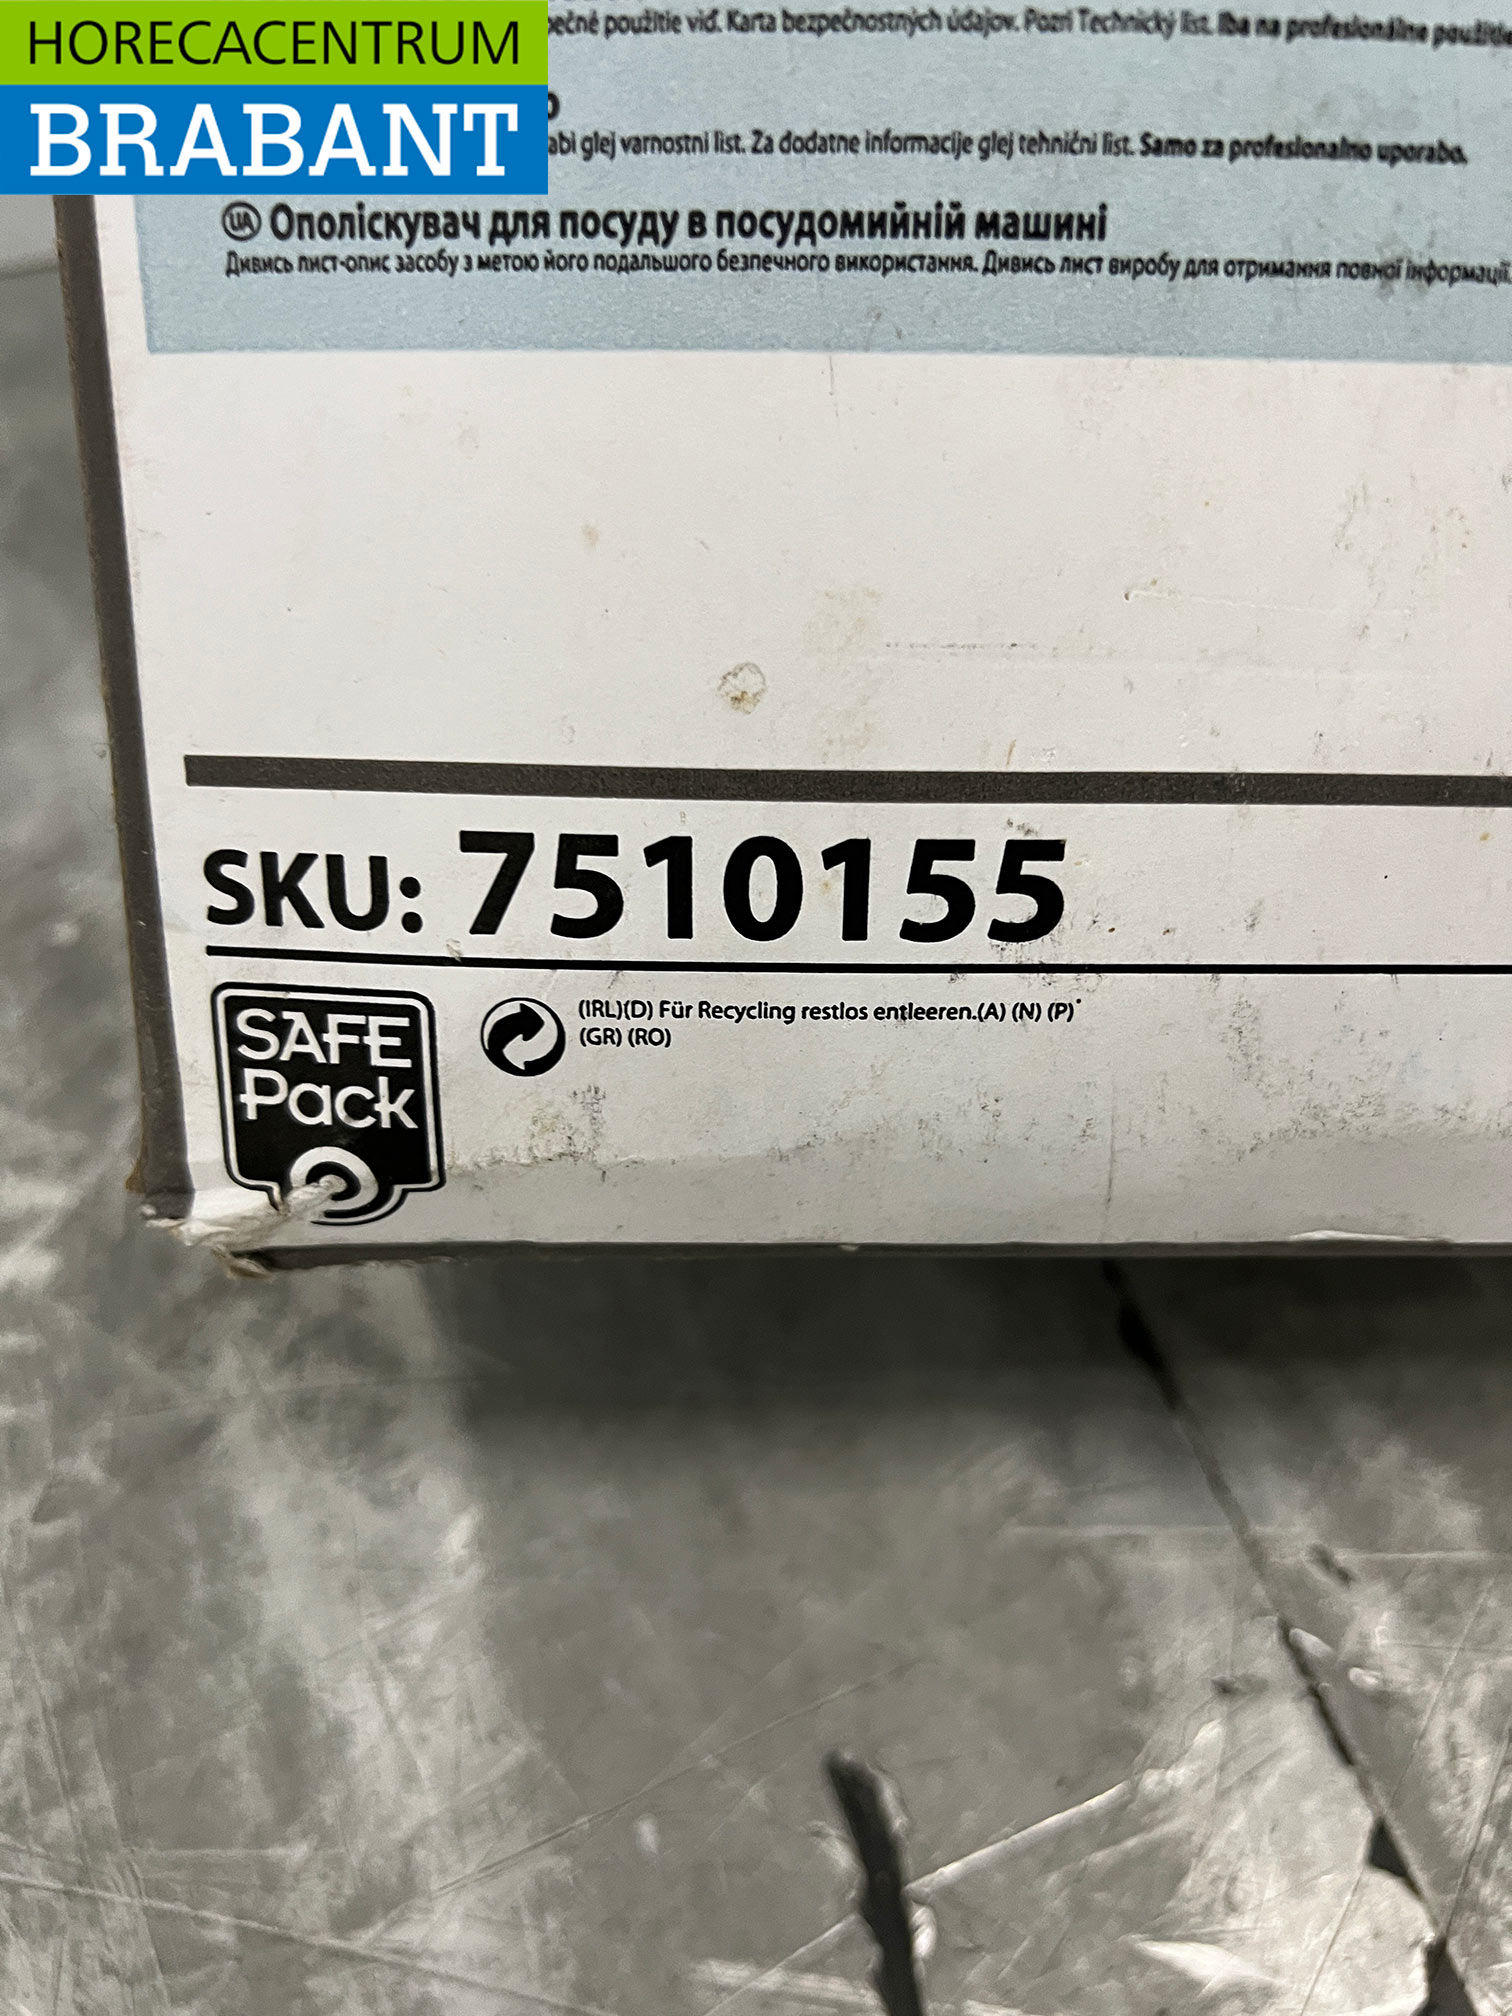 HORECACENTRUM
BRABANT
použitie viď. Karta bezpečnostných údajov. Pozri Technický list. Iba na profesionálne použitie
glej varnostni list. Za dodatne informacije glej tehnični list. Samo za profesionalno uporabo.
UA Ополіскувач для посуду в посудомийній машині
Дивись лист-опис засобу з метою його подальшого безпечного використання. Дивись лист виробу для отримання повної інформації.
SKU: 7510155
SAFE
Pack
(IRL)(D) Für Recycling restlos entleeren.(A) (N) (P)*
(GR) (RO)